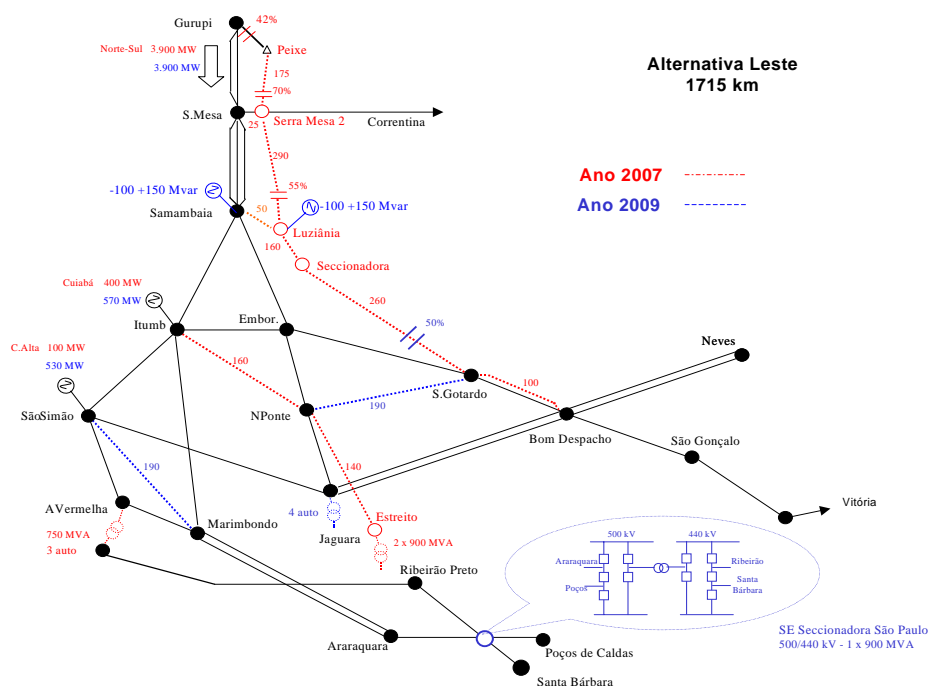 Gurupi
42%
Norte-Sul 3.900 MW
3.900 MW
Peixe
Alternativa Leste
1715 km
175
70%
S.Mesa
25
Serra Mesa 2
Correntina
290
Ano 2007
-100 +150 Mvar
55%
-100 +150 Mvar
Ano 2009
Samambaia
50
Luziânia
160
Seccionadora
Cuiabá 400 MW
570 MW
260
50%
Itumb
Embor.
Neves
C.Alta 100 MW
530 MW
160
100
190
S.Gotardo
SãoSimão
NPonte
Bom Despacho
São Gonçalo
190
140
Vitória
AVermelha
4 auto
Estreito
Marimbondo
750 MVA
3 auto
Jaguara
2 x 900 MVA
500 kV
440 kV
Araraquara
Ribeirão
Ribeirão Preto
Poços
Santa
Bárbara
Araraquara
Poços de Caldas
SE Seccionadora São Paulo
500/440 kV - 1 x 900 MVA
Santa Bárbara